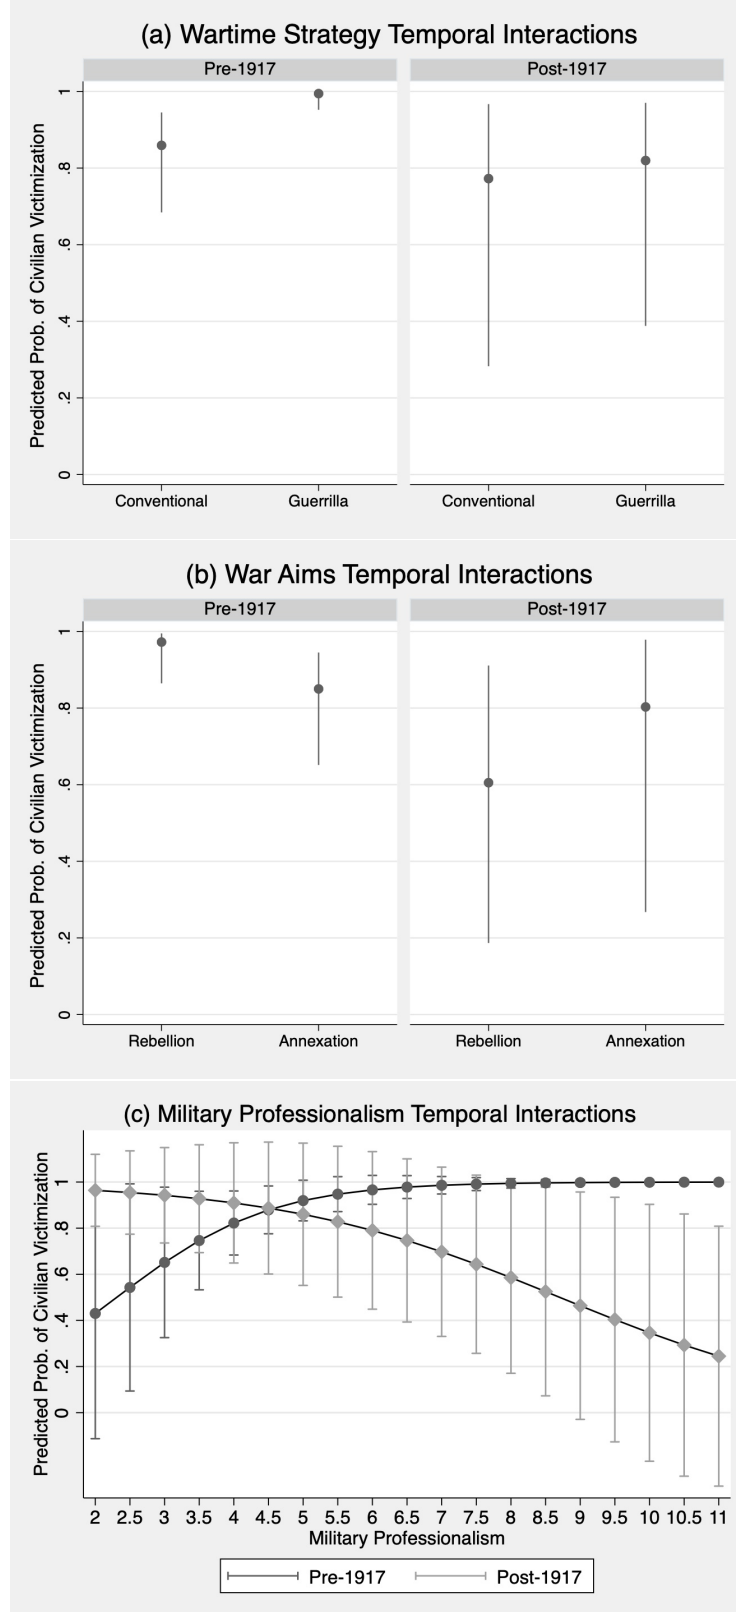 (a) Wartime Strategy Temporal Interactions
Pre-1917
Post-1917
Predicted Prob. of Civilian Victimization
1
.8
.6
.4
.2
0
Conventional
Guerrilla
Conventional
Guerrilla
(b) War Aims Temporal Interactions
Pre-1917
Post-1917
Predicted Prob. of Civilian Victimization
1
.8
.6
.4
.2
0
Rebellion
Annexation
Rebellion
Annexation
(c) Military Professionalism Temporal Interactions
Predicted Prob. of Civilian Victimization
1
.8
.6
.4
.2
0
2 2.5 3 3.5 4 4.5 5 5.5 6 6.5 7 7.5 8 8.5 9 9.5 10 10.5 11
Military Professionalism
Pre-1917
Post-1917